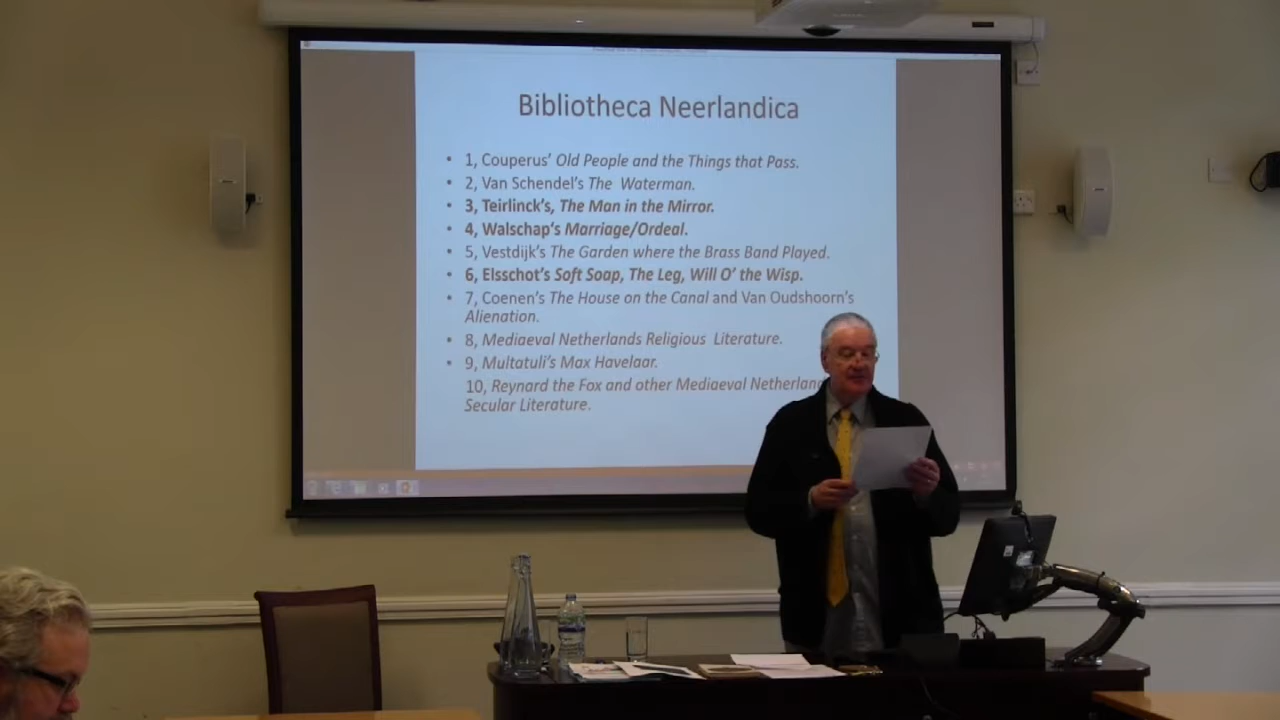 Bibliotheca Neerlandica
• 1, Couperus’ Old People and the Things that Pass.
• 2, Van Schendel’s The Waterman.
• 3, Teirlinck’s, The Man in the Mirror.
• 4, Walschap‘s Marriage/Ordeal.
• 5, Vestdijk’s The Garden where the Brass Band Played.
• 6, Elsschot’s Soft Soap, The Leg, Will O’ the Wisp.
• 7, Coenen’s The House on the Canal and Van Oudshoorn’s
Alienation.
• 8, Mediaeval Netherlands Religious Literature.
• 9, Multatuli’s Max Havelaar.
10, Reynard the Fox and other Mediaeval Netherland
Secular Literature.